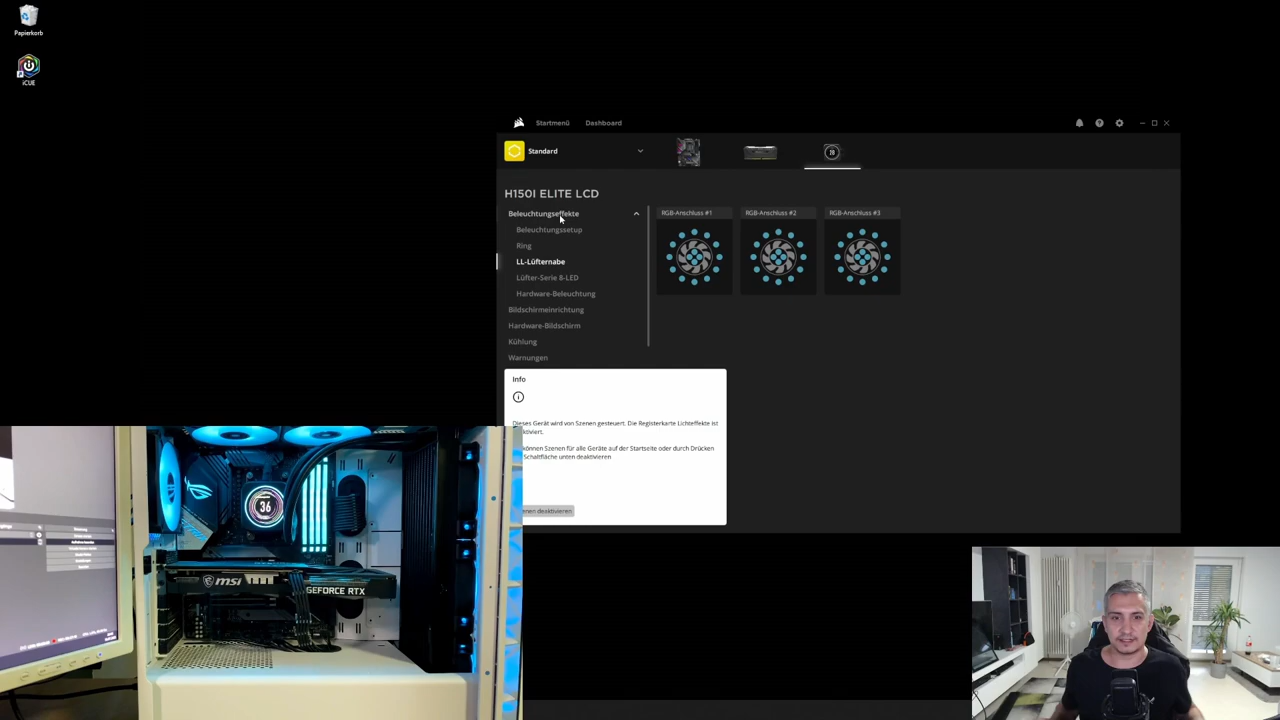 Papierkorb
iCUE
Startmenü Dashboard
Standard
H150I ELITE LCD
Beleuchtungseffekte
Beleuchtungssetup
Ring
LL-Lüfternabe
Lüfter-Serie 8-LED
Hardware-Beleuchtung
Bildschirmeinrichtung
Hardware-Bildschirm
Kühlung
Warnungen
RGB-Anschluss #1 RGB-Anschluss #2 RGB-Anschluss #3
Info
Dieses Gerät wird von Szenen gesteuert. Die Registerkarte Lichteffekte ist
ktiviert.
können Szenen für alle Geräte auf der Startseite oder durch Drücken
Schaltfläche unten deaktivieren
enen deaktivieren
36
msi
GEFORCE RTX